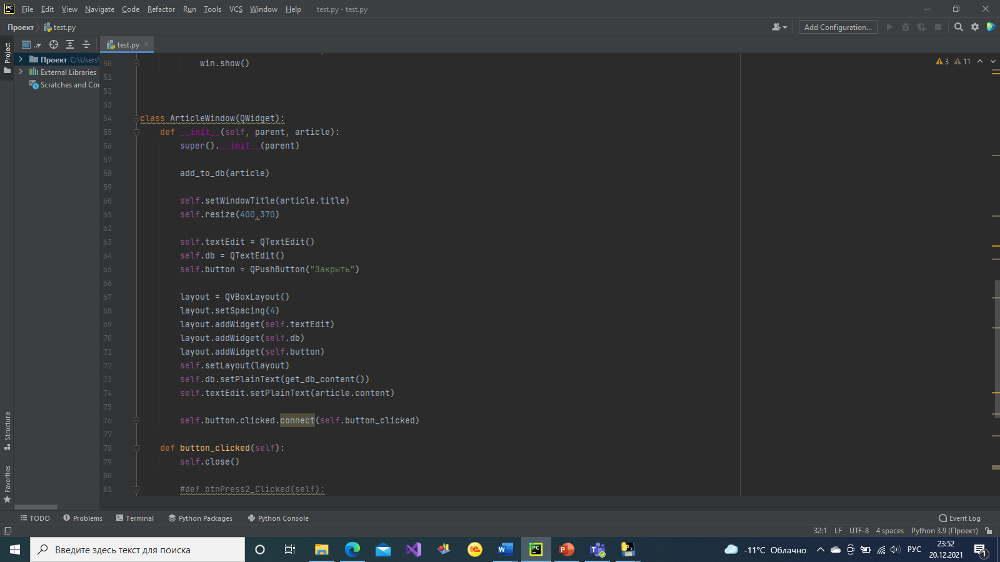 PC File Edit View Navigate Code Refactor Run Tools VCS Window Help test.py - test.py
Проект test.py Add Configuration...
Project
test.py
Проект C:\Users\
External Libraries
Scratches and Cor
3 11
50 win.show()
51
52
53
54 class ArticleWindow(QWidget):
55 def __init__(self, parent, article):
56 super().__init__(parent)
57
58 add_to_db(article)
59
60 self.setWindowTitle(article.title)
61 self.resize(400,370)
62
63 self.textEdit = QTextEdit()
64 self.db = QTextEdit()
65 self.button = QPushButton("Закрыть")
66
67 layout = QVBoxLayout()
68 layout.setSpacing(4)
69 layout.addWidget(self.textEdit)
70 layout.addWidget(self.db)
71 layout.addWidget(self.button)
72 self.setLayout(layout)
73 self.db.setPlainText(get_db_content())
74 self.textEdit.setPlainText(article.content)
75
76 self.button.clicked.connect(self.button_clicked)
77
78 def button_clicked(self):
79 self.close()
80
81 #def btnPress2_Clicked(self):
Structure
Favorites
TODO Problems Terminal Python Packages Python Console Event Log
32:1 LF UTF-8 4 spaces Python 3.9 (Проект)
Введите здесь текст для поиска
-11°C Облачно РУС 23:52
20.12.2021
1